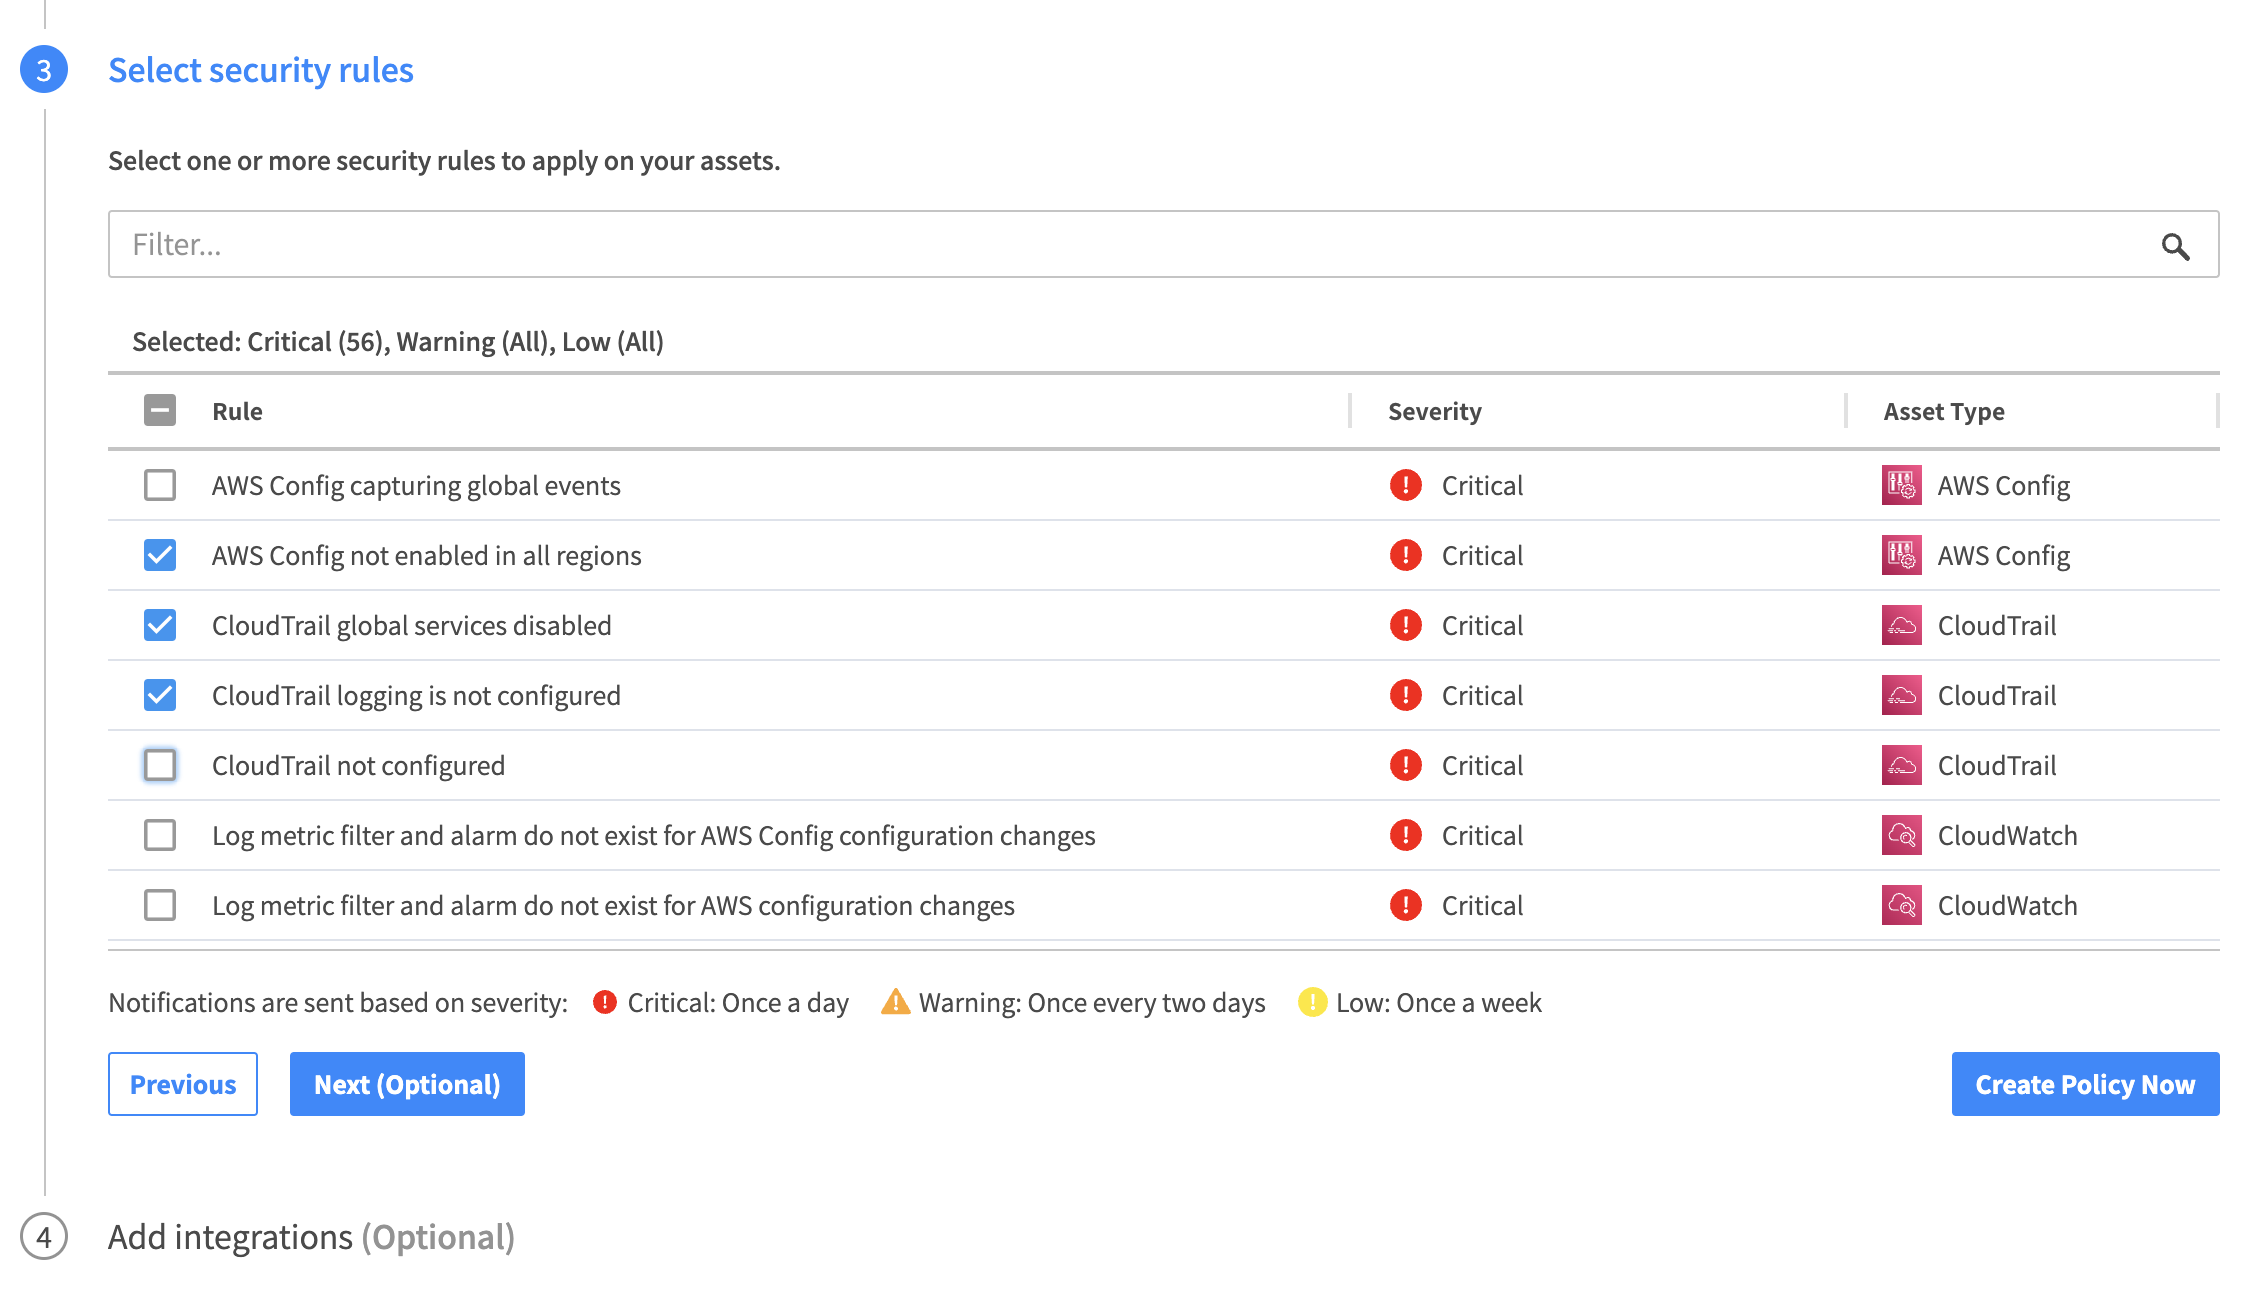 3 Select security rules
Select one or more security rules to apply on your assets.
Filter...
Selected: Critical (56), Warning (All), Low (All)
Rule Severity Asset Type
AWS Config capturing global events Critical AWS Config
AWS Config not enabled in all regions Critical AWS Config
CloudTrail global services disabled Critical CloudTrail
CloudTrail logging is not configured Critical CloudTrail
CloudTrail not configured Critical CloudTrail
Log metric filter and alarm do not exist for AWS Config configuration changes Critical CloudWatch
Log metric filter and alarm do not exist for AWS configuration changes Critical CloudWatch
Notifications are sent based on severity: Critical: Once a day Warning: Once every two days Low: Once a week
Previous Next (Optional) Create Policy Now
4 Add integrations (Optional)